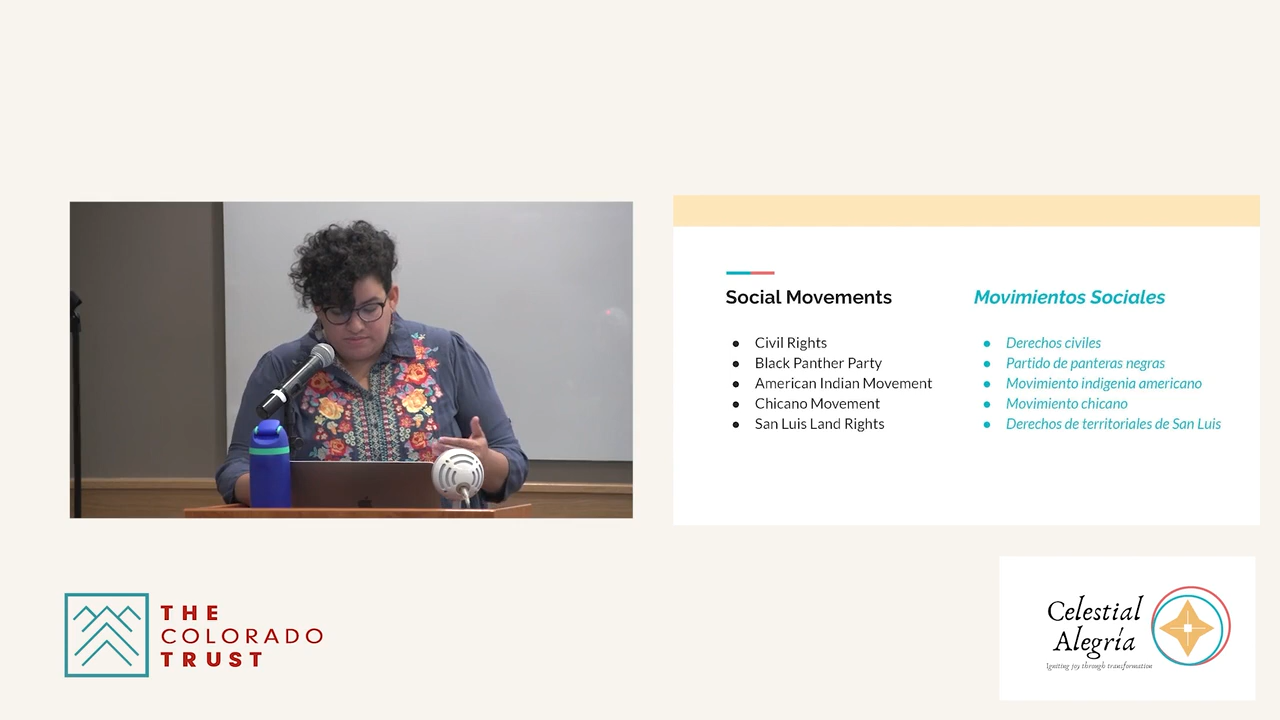 Social Movements
● Civil Rights
● Black Panther Party
● American Indian Movement
● Chicano Movement
● San Luis Land Rights
Movimientos Sociales
● Derechos civiles
● Partido de panteras negras
● Movimiento indigenia americano
● Movimiento chicano
● Derechos de territoriales de San Luis
THE
COLORADO
TRUST
Celestial
Alegría
Igniting joy through transformation